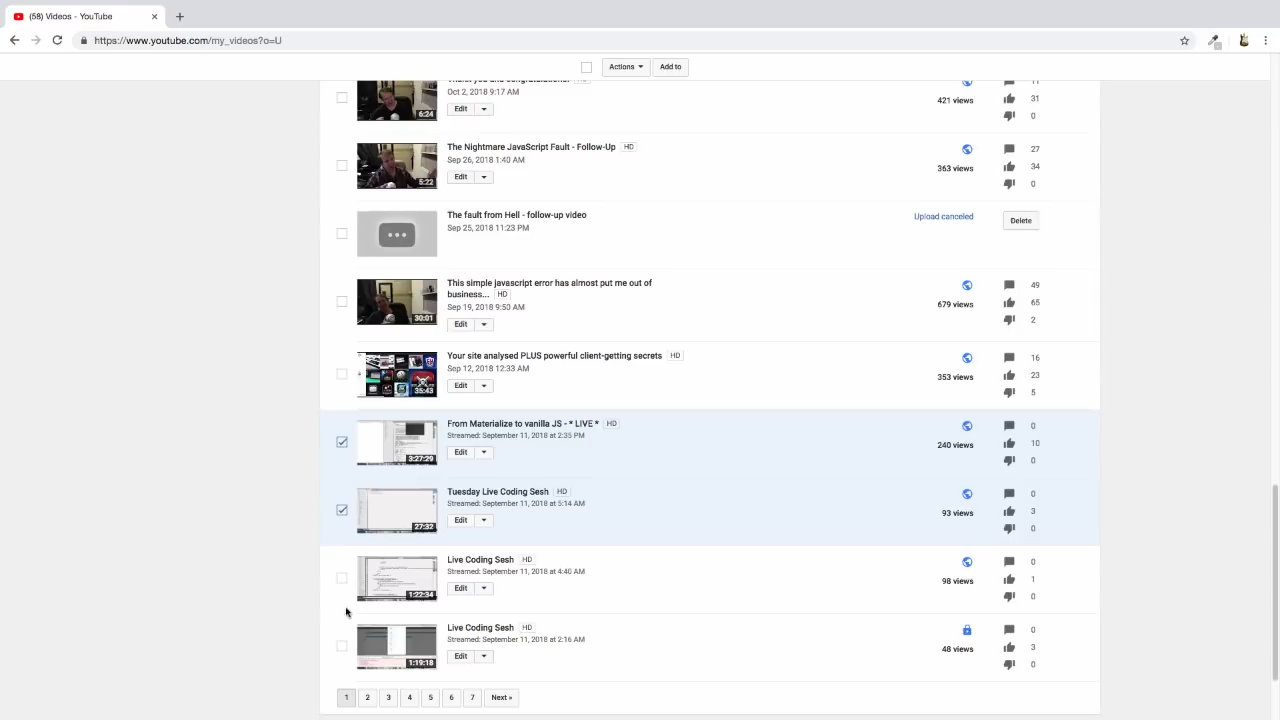 (58) Videos - YouTube
https://www.youtube.com/my_videos?o=U
Actions
Add to
Thank you and congratulations! HD
Oct 2, 2018 9:17 AM
Edit
6:24
421 views
11
31
0
The Nightmare JavaScript Fault - Follow-Up HD
Sep 26, 2018 1:40 AM
Edit
5:22
363 views
27
34
0
The fault from Hell - follow-up video
Sep 25, 2018 11:23 PM
Upload canceled
Delete
This simple javascript error has almost put me out of
business... HD
Sep 19, 2018 9:50 AM
Edit
30:01
679 views
49
65
2
Your site analysed PLUS powerful client-getting secrets HD
Sep 12, 2018 12:33 AM
Edit
35:43
353 views
16
23
5
From Materialize to vanilla JS - * LIVE * HD
Streamed: September 11, 2018 at 2:35 PM
Edit
3:27:29
240 views
0
10
0
Tuesday Live Coding Sesh HD
Streamed: September 11, 2018 at 5:14 AM
Edit
27:32
93 views
0
3
0
Live Coding Sesh HD
Streamed: September 11, 2018 at 4:40 AM
Edit
1:22:34
98 views
0
1
0
Live Coding Sesh HD
Streamed: September 11, 2018 at 2:16 AM
Edit
1:19:18
48 views
0
3
0
1 2 3 4 5 6 7 Next »